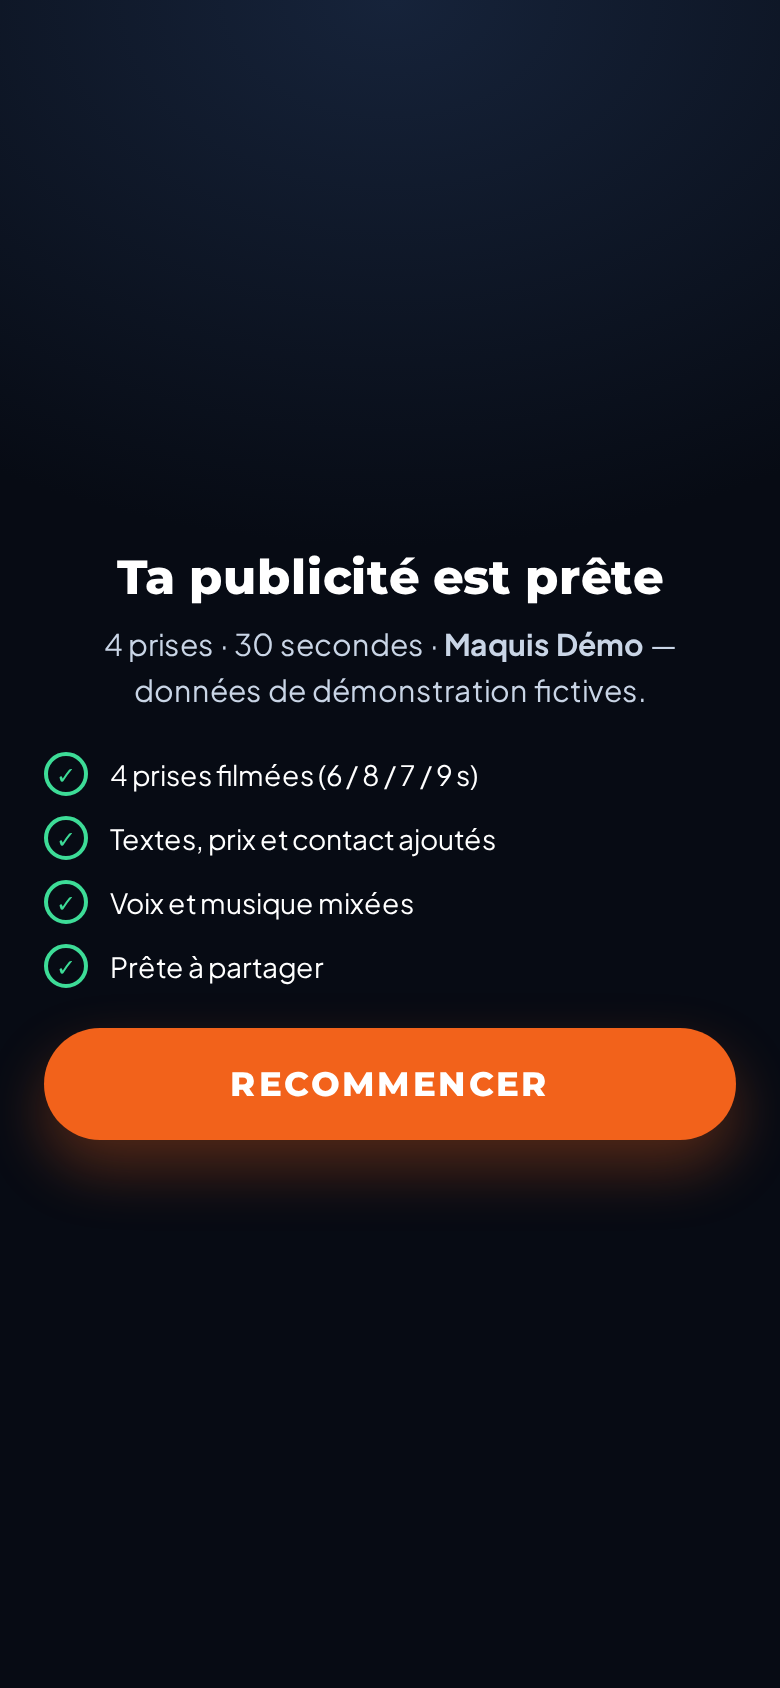 Ta publicité est prête
4 prises · 30 secondes · Maquis Démo —
données de démonstration fictives.
✓ 4 prises filmées (6 / 8 / 7 / 9 s)
✓ Textes, prix et contact ajoutés
✓ Voix et musique mixées
✓ Prête à partager
RECOMMENCER